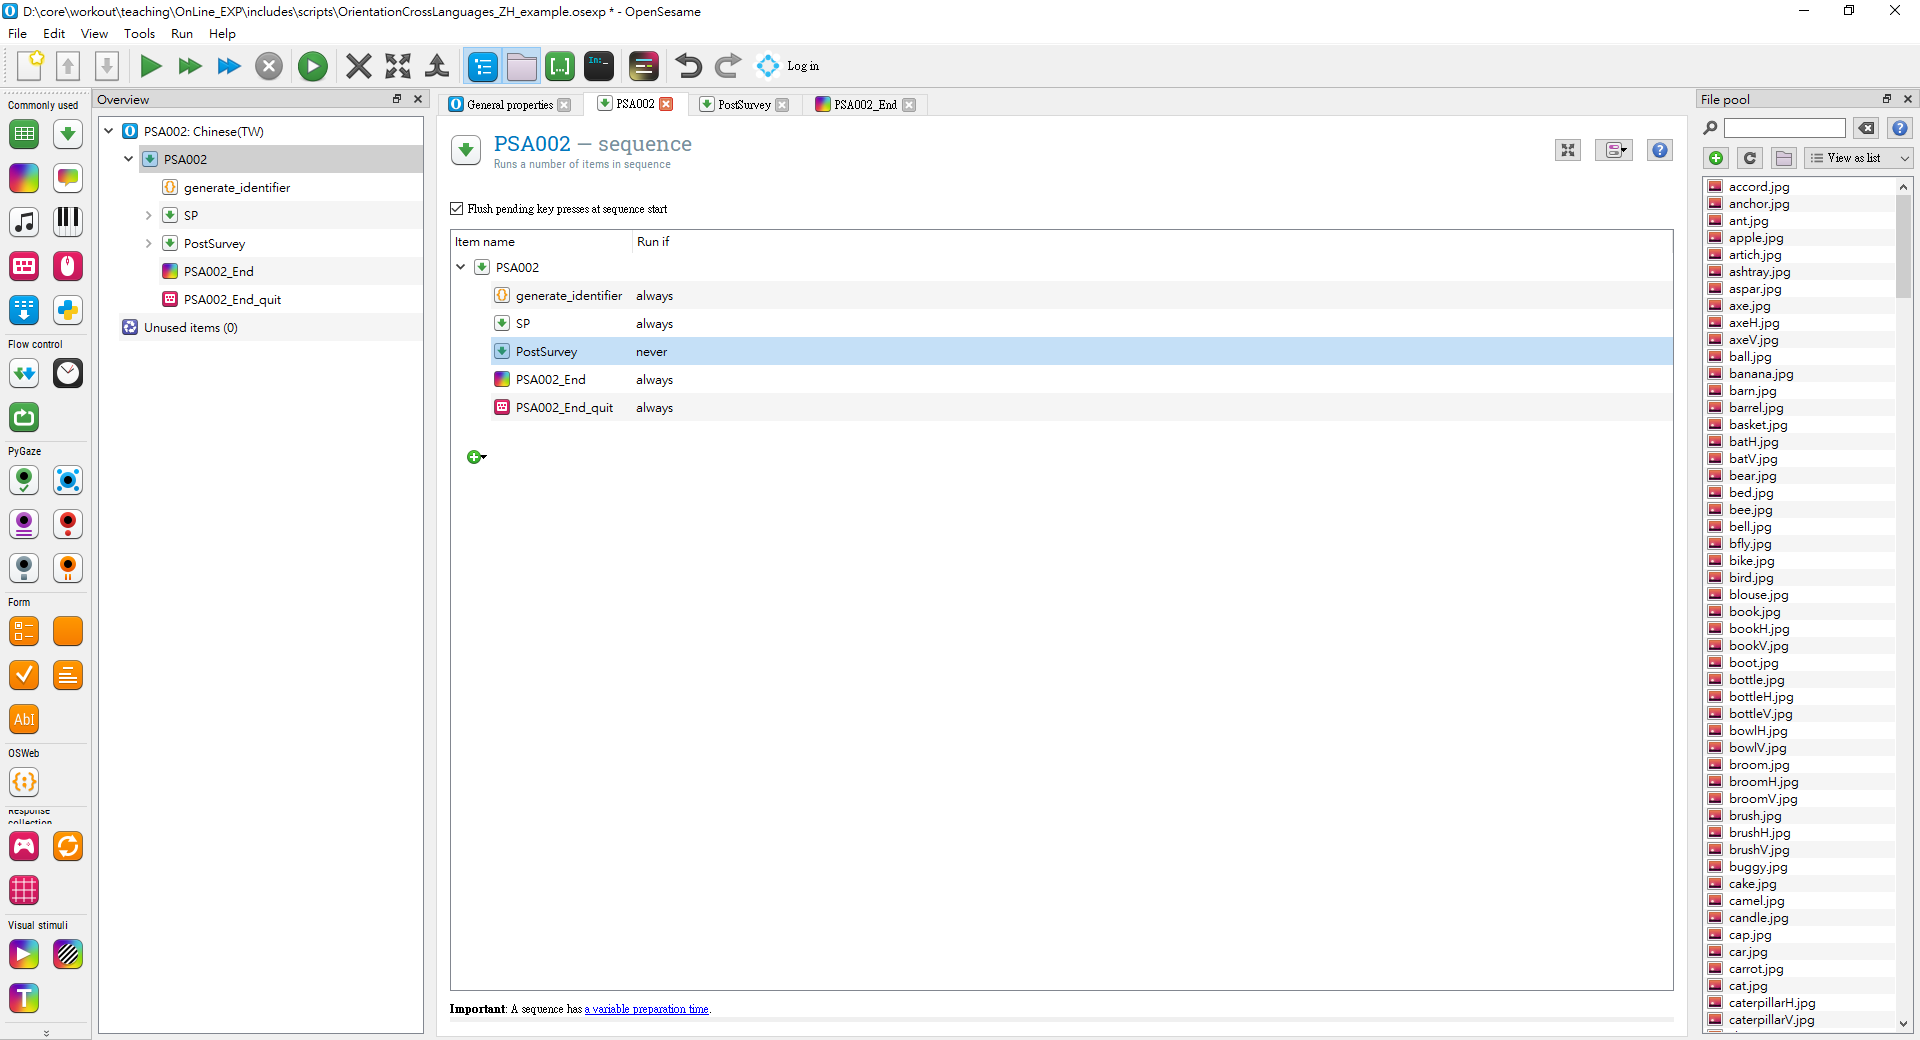 D:\core\workout\teaching\OnLine_EXP\includes\scripts\OrientationCrossLanguages_ZH_example.osexp * - OpenSesame
File Edit View Tools Run Help
Log in
Commonly used
Flow control
PyGaze
Form
AbI
OSWeb
Response
collection
Visual stimuli
T
Overview
PSA002: Chinese(TW)
PSA002
generate_identifier
SP
PostSurvey
PSA002_End
PSA002_End_quit
Unused items (0)
General properties
PSA002
PostSurvey
PSA002_End
PSA002 — sequence
Runs a number of items in sequence
Flush pending key presses at sequence start
Item name Run if
PSA002
generate_identifier always
SP always
PostSurvey never
PSA002_End always
PSA002_End_quit always
Important: A sequence has a variable preparation time.
File pool
View as list
accord.jpg
anchor.jpg
ant.jpg
apple.jpg
artich.jpg
ashtray.jpg
aspar.jpg
axe.jpg
axeH.jpg
axeV.jpg
ball.jpg
banana.jpg
barn.jpg
barrel.jpg
basket.jpg
batH.jpg
batV.jpg
bear.jpg
bed.jpg
bee.jpg
bell.jpg
bfly.jpg
bike.jpg
bird.jpg
blouse.jpg
book.jpg
bookH.jpg
bookV.jpg
boot.jpg
bottle.jpg
bottleH.jpg
bottleV.jpg
bowlH.jpg
bowlV.jpg
broom.jpg
broomH.jpg
broomV.jpg
brush.jpg
brushH.jpg
brushV.jpg
buggy.jpg
cake.jpg
camel.jpg
candle.jpg
cap.jpg
car.jpg
carrot.jpg
cat.jpg
caterpillarH.jpg
caterpillarV.jpg